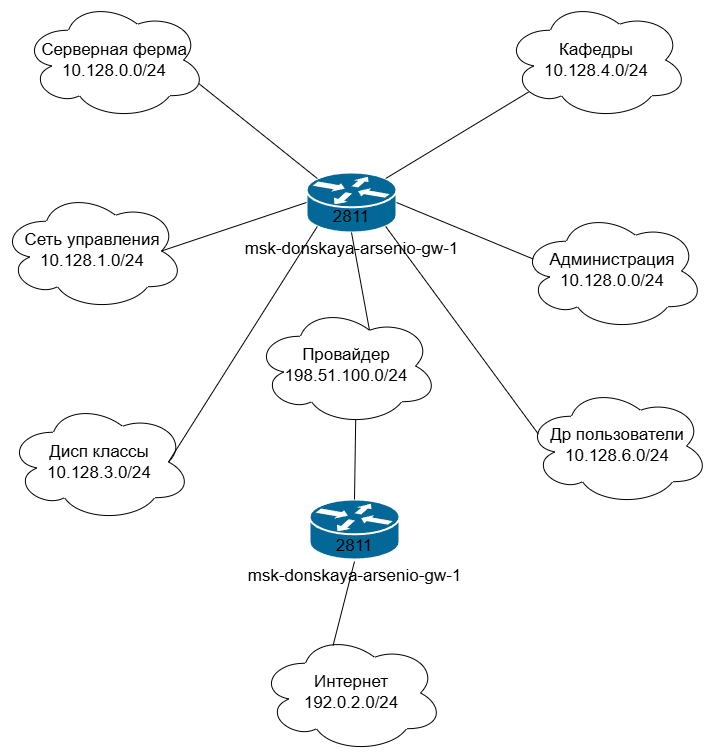 Серверная ферма
10.128.0.0/24
Кафедры
10.128.4.0/24
2811
msk-donskaya-arsenio-gw-1
Сеть управления
10.128.1.0/24
Администрация
10.128.0.0/24
Провайдер
198.51.100.0/24
Дисп классы
10.128.3.0/24
Др пользователи
10.128.6.0/24
2811
msk-donskaya-arsenio-gw-1
Интернет
192.0.2.0/24